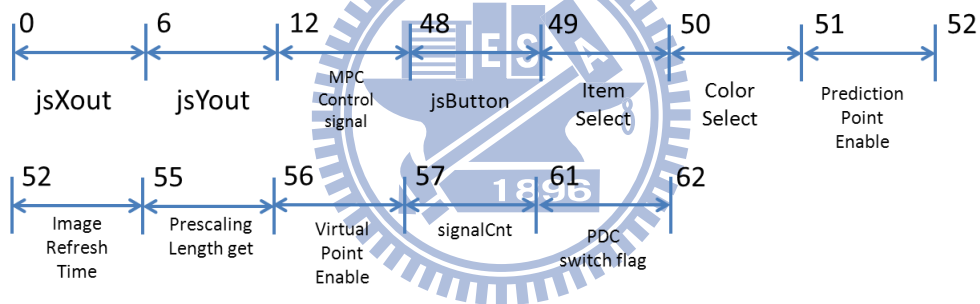 0 6 12 48 49 50 51 52
jsXout jsYout MPC Control signal jsButton Item Select Color Select Prediction Point Enable
52 55 56 57 61 62
Image Refresh Time Prescaling Length get Virtual Point Enable signalCnt PDC switch flag
E S A
1896